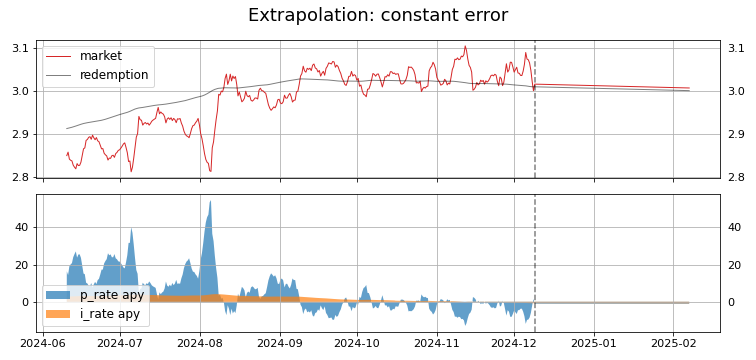 Extrapolation: constant error
3.1 3.1
market
redemption
3.0 3.0
2.9 2.9
2.8 2.8
40 40
20 20
p_rate apy
0 0
i_rate apy
2024-06 2024-07 2024-08 2024-09 2024-10 2024-11 2024-12 2025-01 2025-02